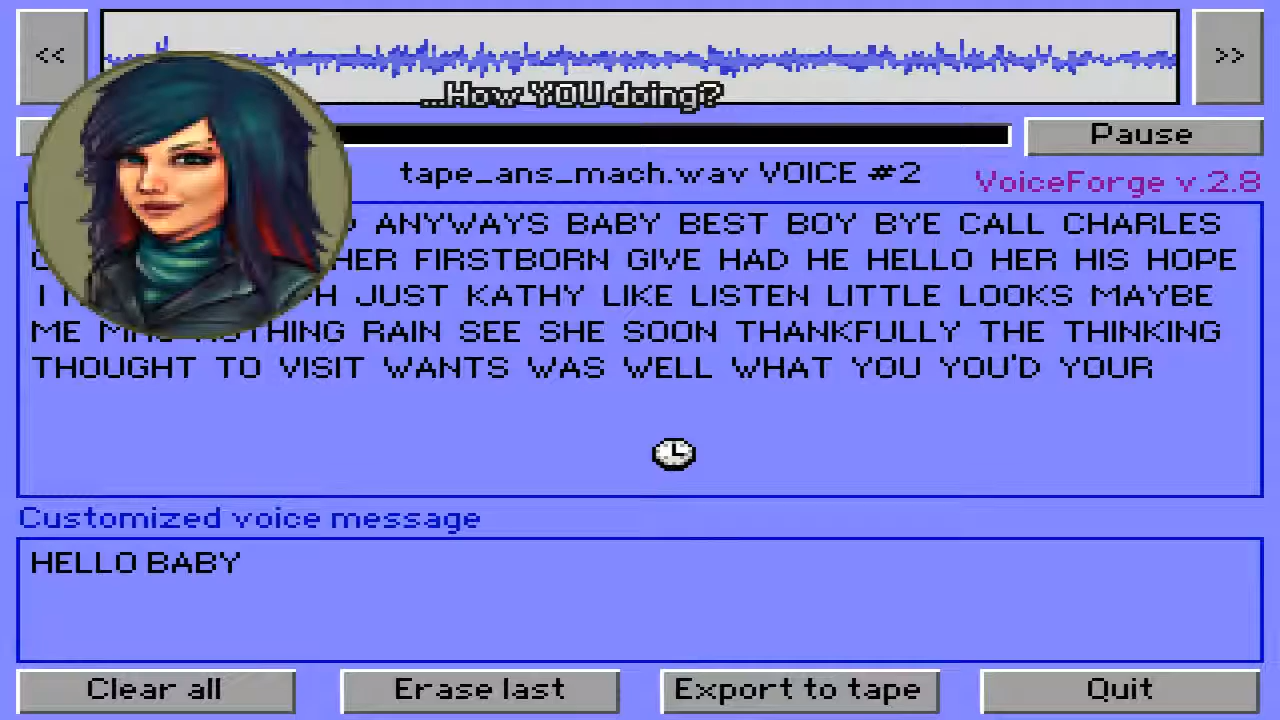 << >>
...How YOU doing?
Pause
tape_ans_mach.wav VOICE #2
VoiceForge v.2.8
ANYWAYS BABY BEST BOY BYE CALL CHARLES
FIRSTBORN GIVE HAD HE HELLO HER HIS HOPE
I JUST KATHY LIKE LISTEN LITTLE LOOKS MAYBE
ME RAIN SEE SHE SOON THANKFULLY THE THINKING
THOUGHT TO VISIT WANTS WAS WELL WHAT YOU YOU'D YOUR
Customized voice message
HELLO BABY
Clear all Erase last Export to tape Quit